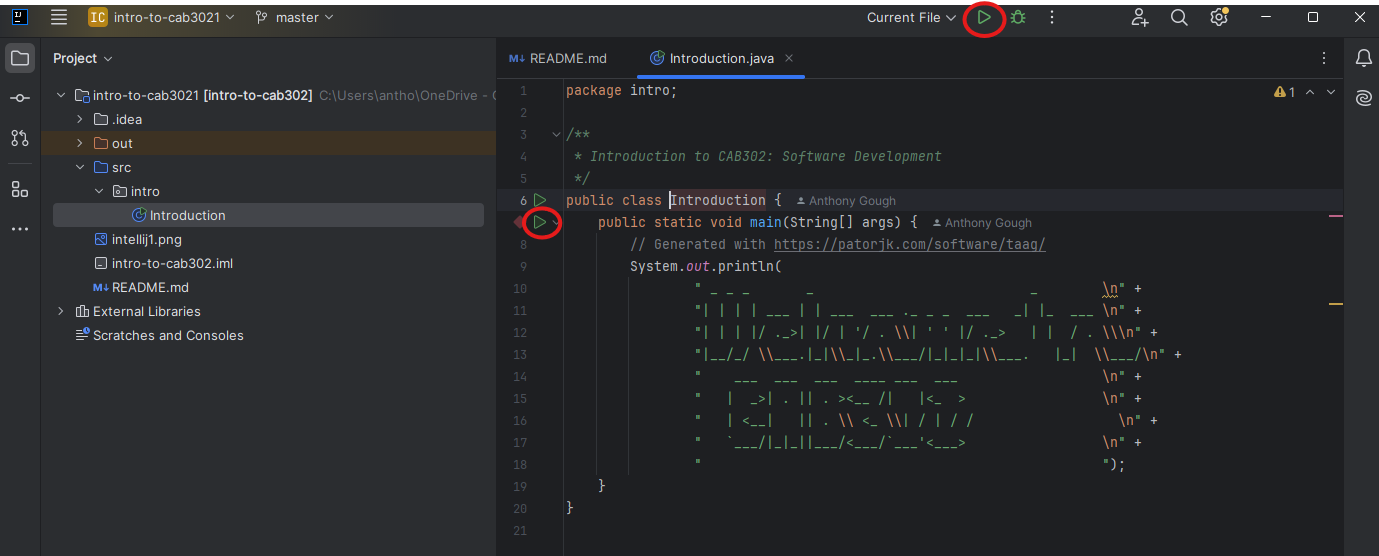 IC intro-to-cab3021 master Current File
Project
README.md Introduction.java
intro-to-cab3021 [intro-to-cab302] C:\Users\antho\OneDrive - 
.idea
out
src
intro
Introduction
intellij1.png
intro-to-cab302.iml
README.md
External Libraries
Scratches and Consoles
1 package intro; 1
2
3 /**
4  * Introduction to CAB302: Software Development
5  */
6 public class Introduction { Anthony Gough
    public static void main(String[] args) { Anthony Gough
8         // Generated with https://patorjk.com/software/taag/
9         System.out.println(
10                 " _ _ _       _                           _        \n" +
11                 "| | | | ___ | | ___  ___ ._ _ _  ___   _| |_  ___ \n" +
12                 "| | | |/ ._>| |/ | '/ . \\| ' ' |/ ._>   | |  / . \\\n" +
13                 "|__/_/ \\___.|_|\\_|_.\\___/|_|_|_|\\___.   |_|  \\___/\n" +
14                 "    ___  ___  ___  ____ ___  ___                  \n" +
15                 "   |  _>| . || . ><__ /|   |<_  >                 \n" +
16                 "   | <__|   || . \\ <_ \\| / | / /                  \n" +
17                 "   `___/|_|_||___/<___/`___'<___>                 \n" +
18                 "                                                  ");
19     }
20 }
21